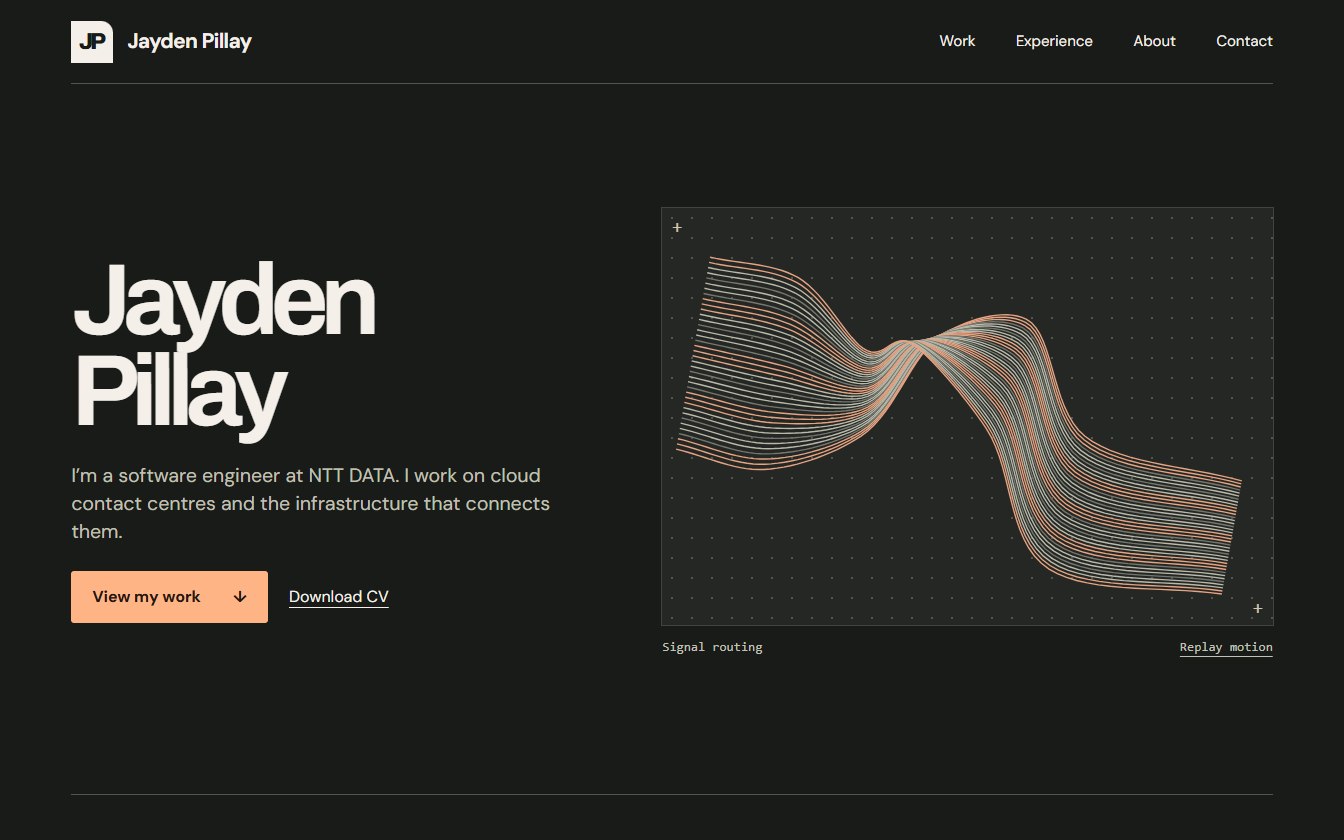 JP Jayden Pillay
Work Experience About Contact
Jayden
Pillay
I’m a software engineer at NTT DATA. I work on cloud
contact centres and the infrastructure that connects
them.
View my work ↓ Download CV
+
+
Signal routing Replay motion